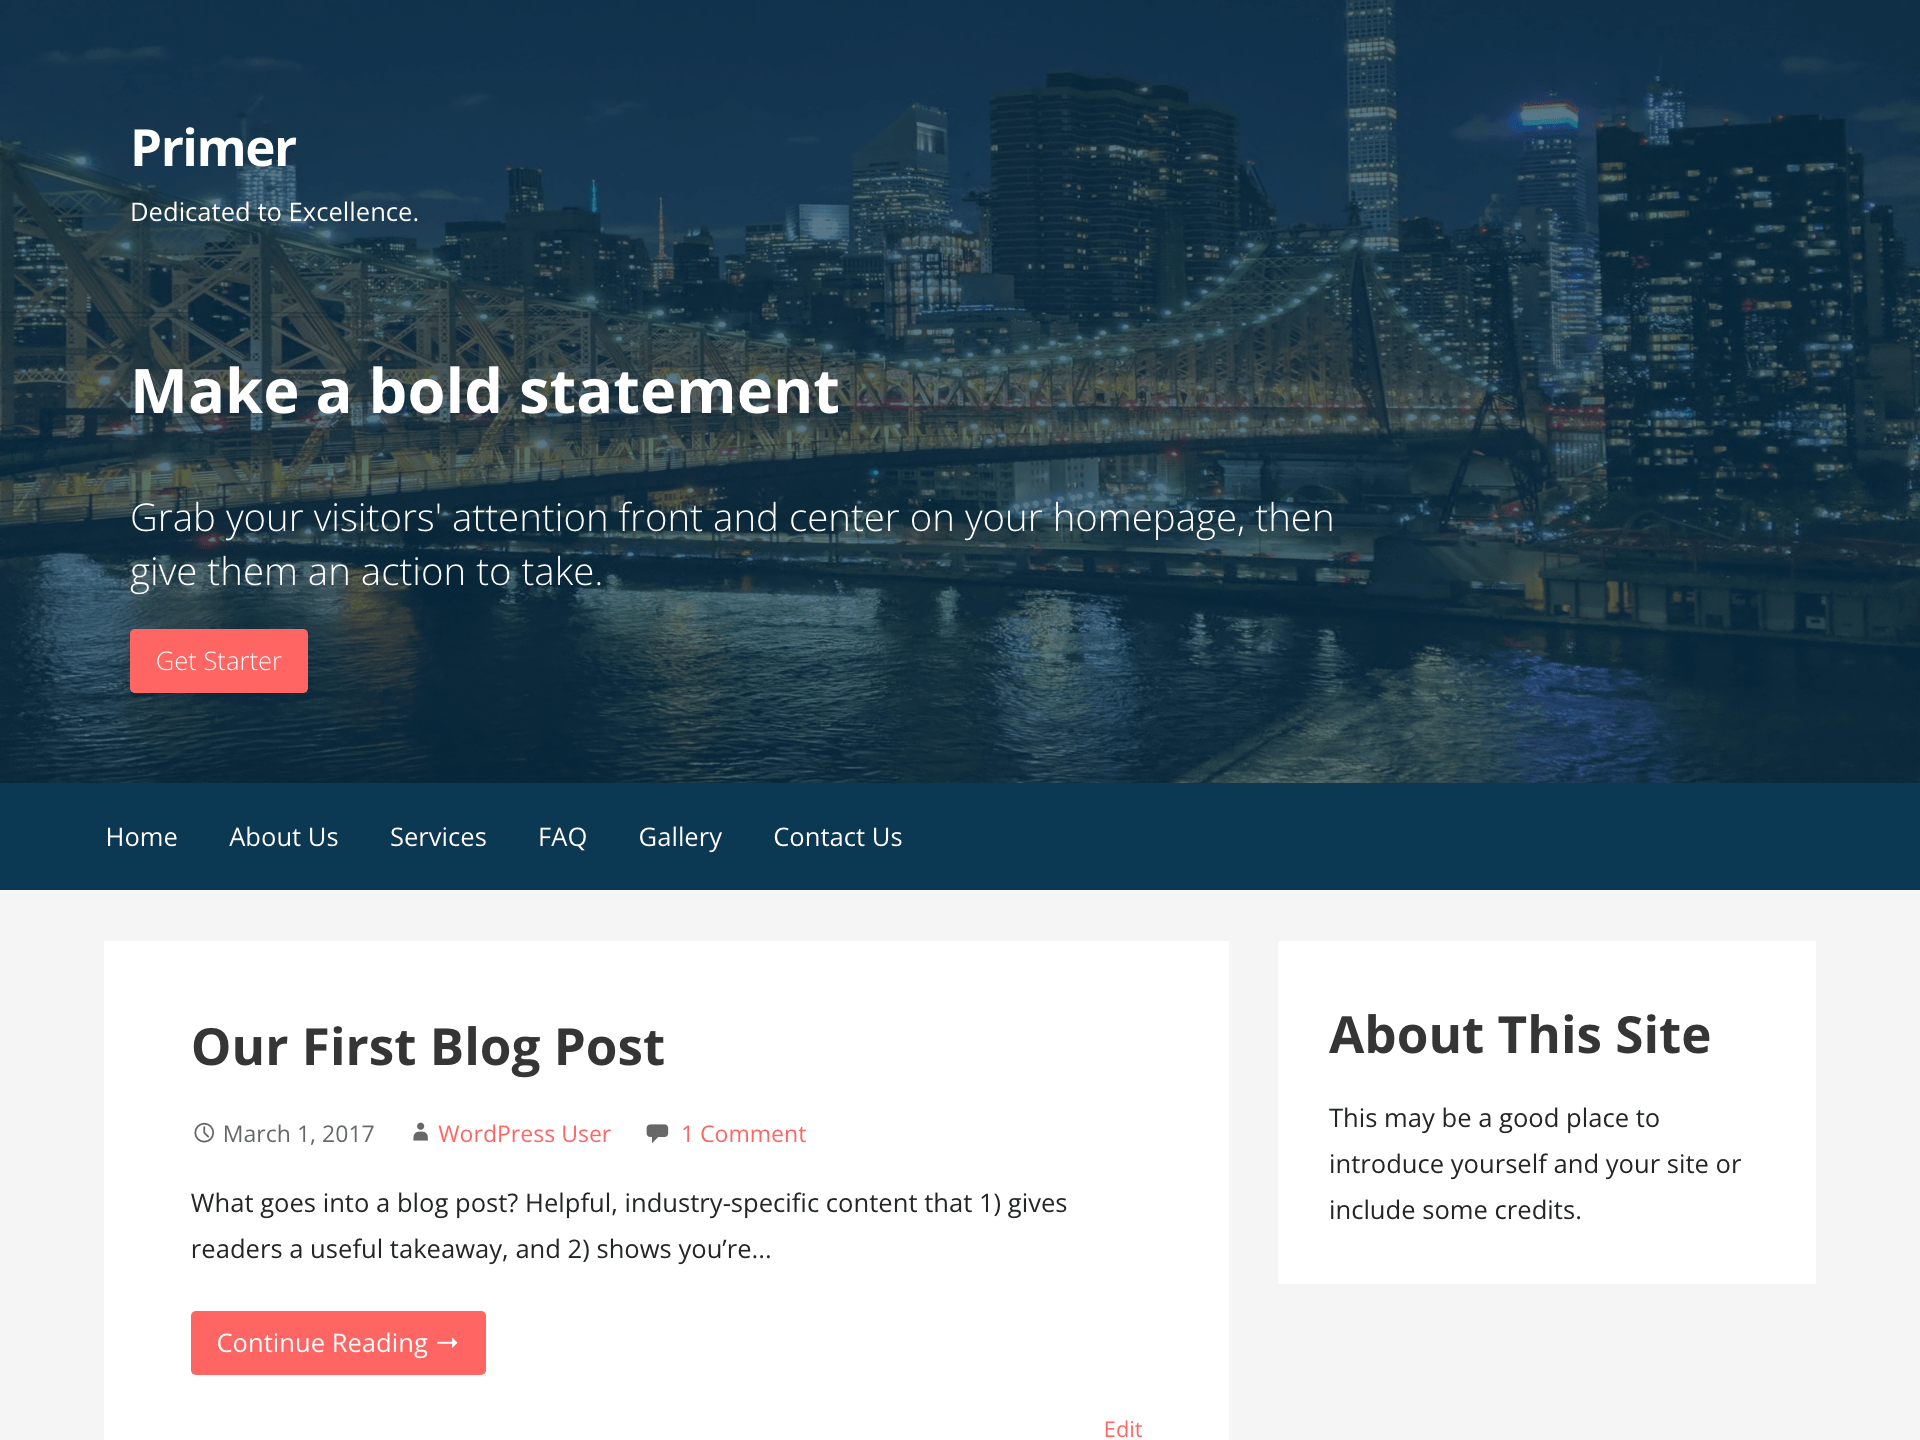 Primer
Dedicated to Excellence.
Make a bold statement
Grab your visitors' attention front and center on your homepage, then
give them an action to take.
Get Starter
Home About Us Services FAQ Gallery Contact Us
Our First Blog Post
March 1, 2017 WordPress User 1 Comment
What goes into a blog post? Helpful, industry-specific content that 1) gives
readers a useful takeaway, and 2) shows you’re...
Continue Reading →
Edit
About This Site
This may be a good place to
introduce yourself and your site or
include some credits.